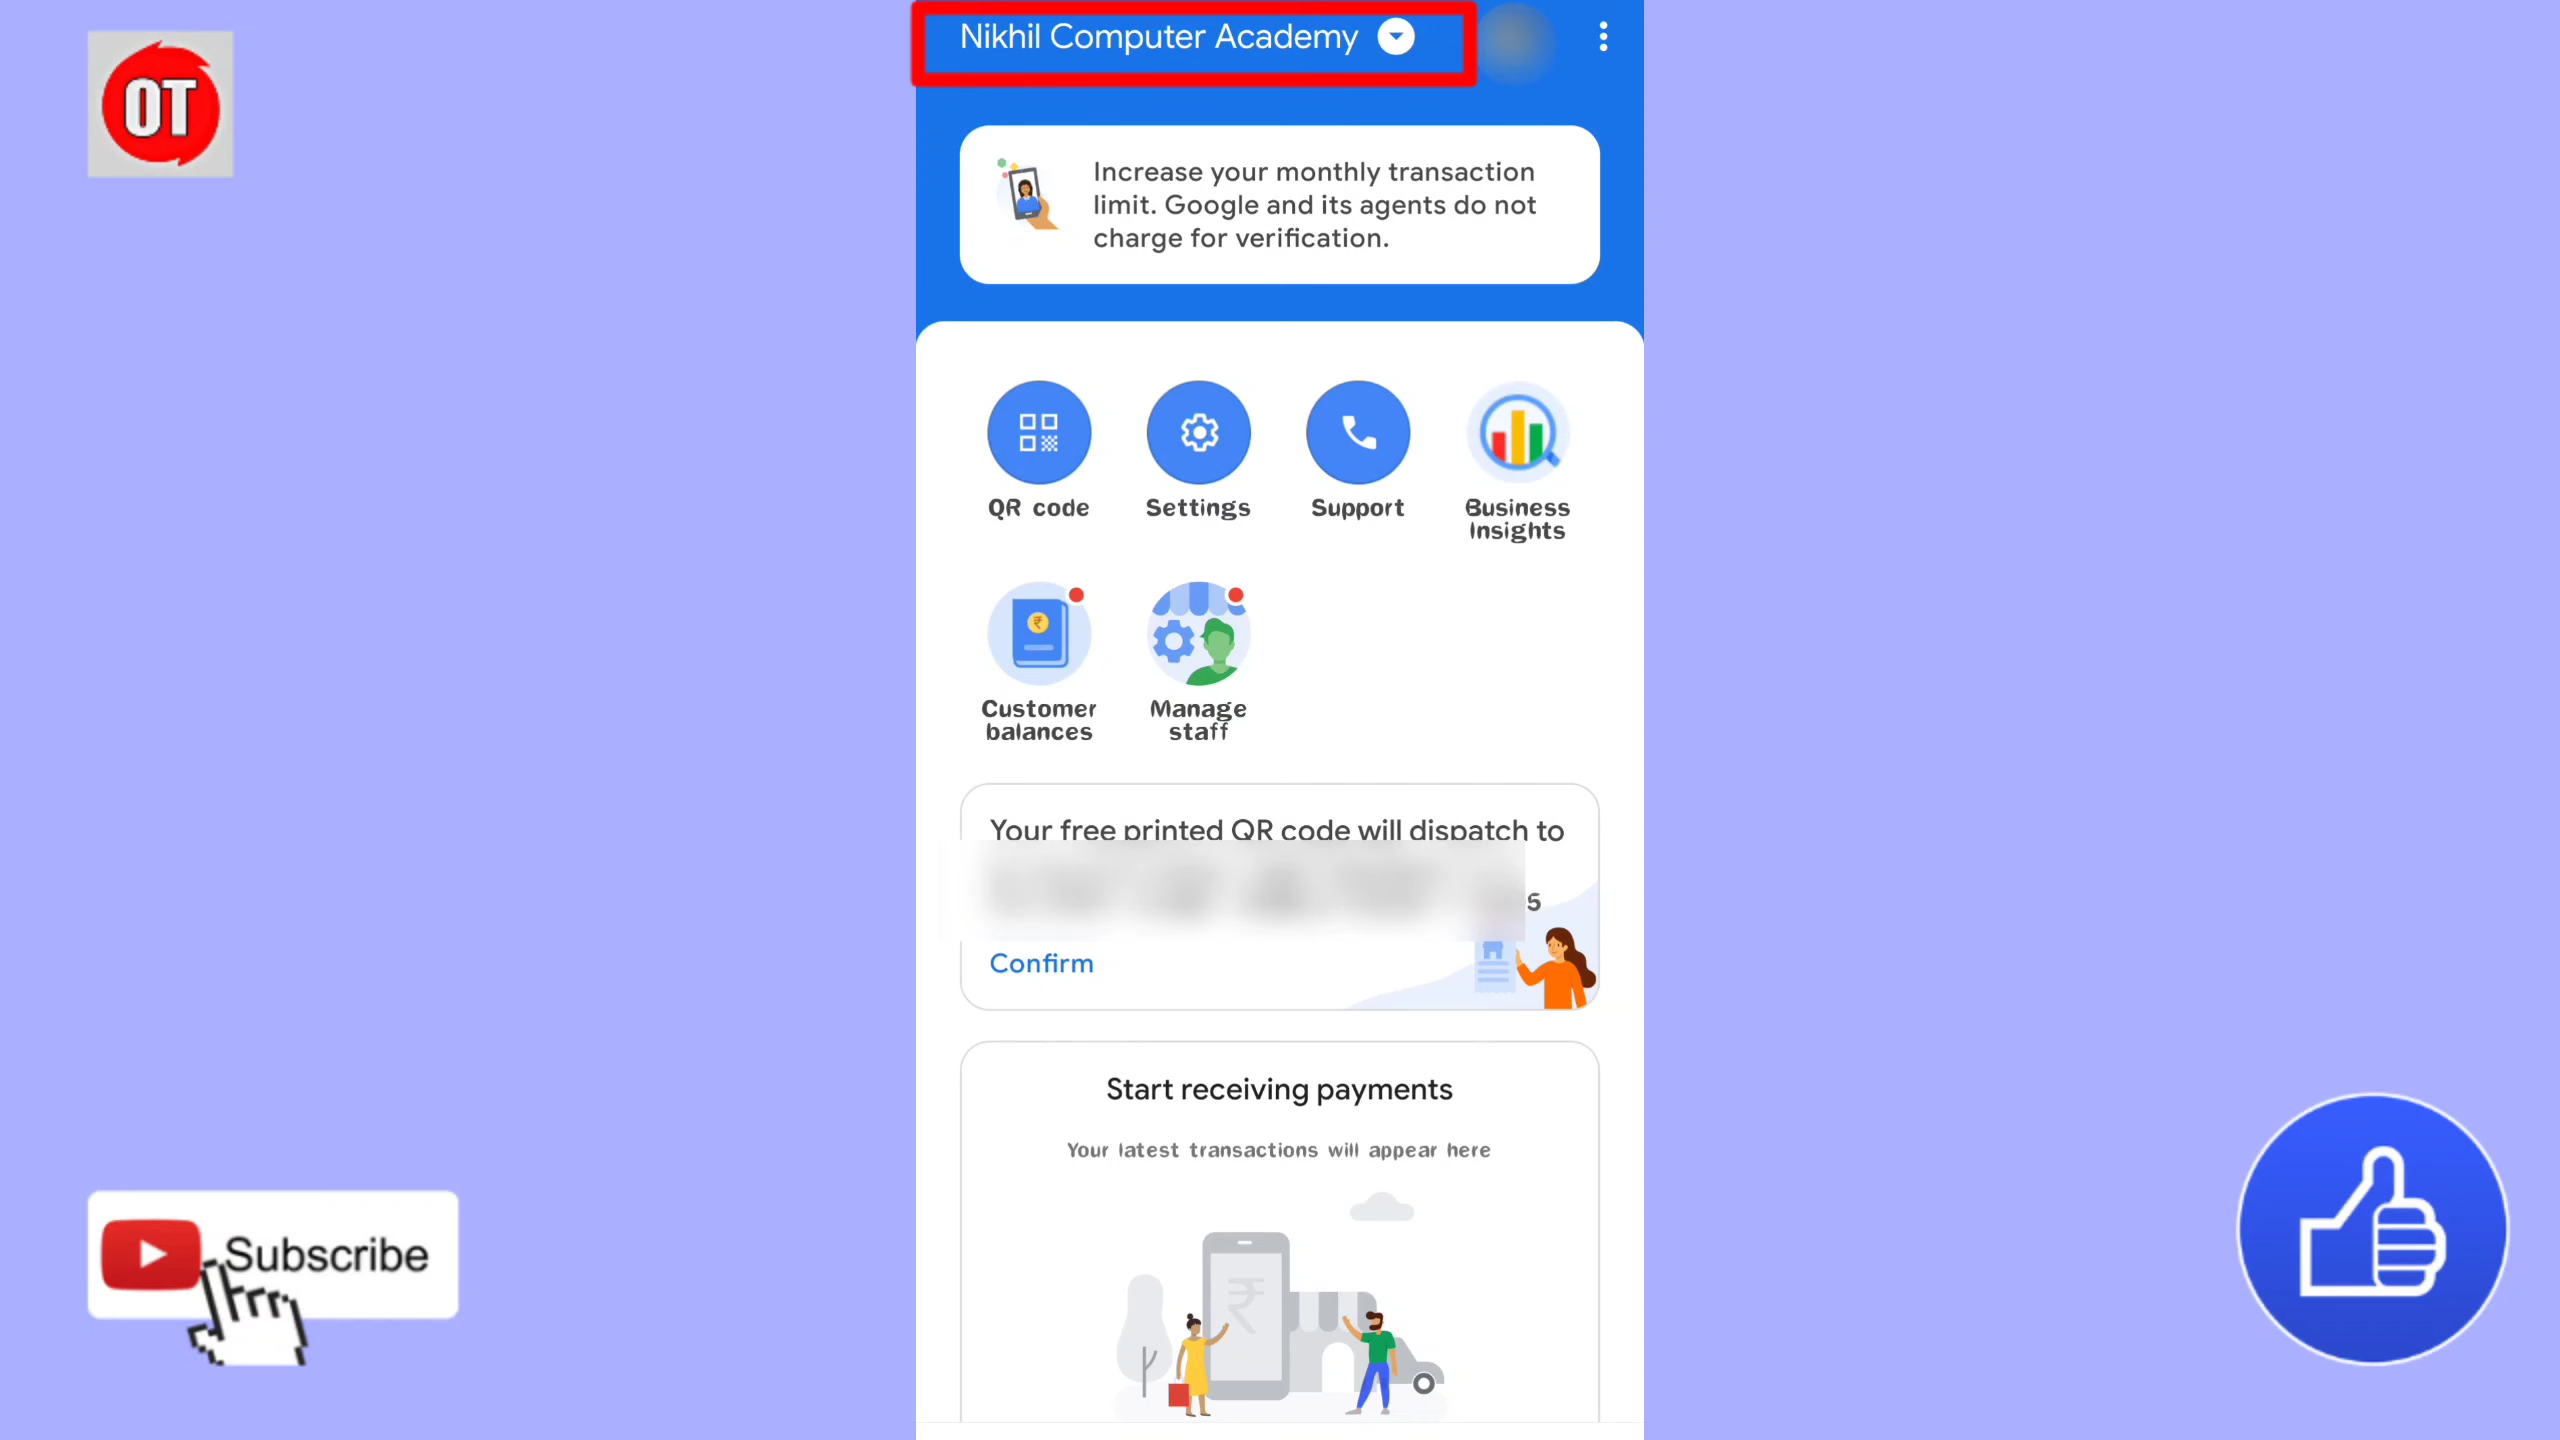 OT
Nikhil Computer Academy
Increase your monthly transaction
limit. Google and its agents do not
charge for verification.
QR code
Settings
Support
Business
Insights
Customer
balances
Manage
staff
Your free printed QR code will dispatch to
5
Confirm
Start receiving payments
Your latest transactions will appear here
Subscribe